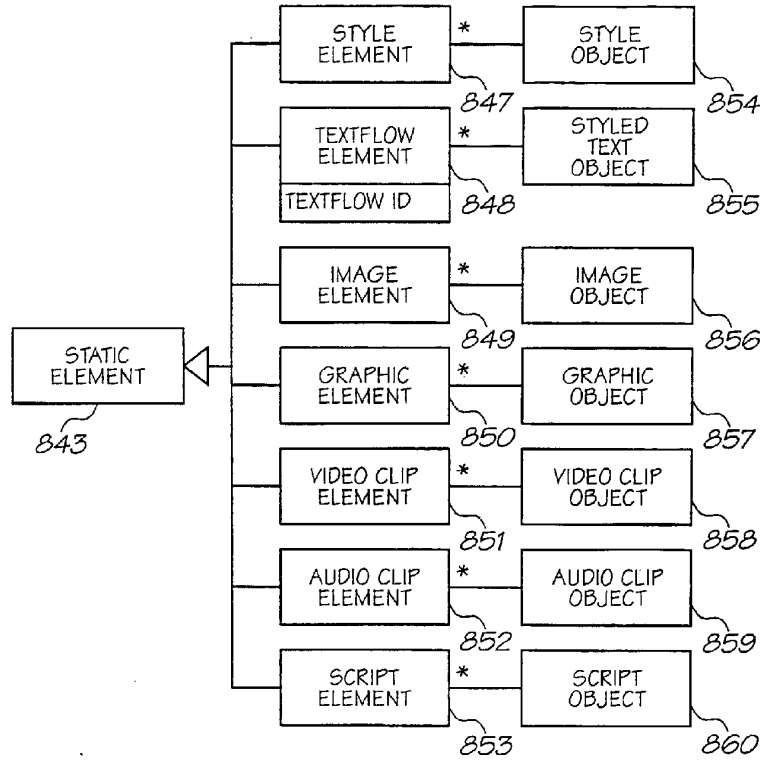 STYLE
ELEMENT
*
847
STYLE
OBJECT
854
TEXTFLOW
ELEMENT
TEXTFLOW ID
*
848
STYLED
TEXT
OBJECT
855
IMAGE
ELEMENT
*
849
IMAGE
OBJECT
856
STATIC
ELEMENT
843
GRAPHIC
ELEMENT
*
850
GRAPHIC
OBJECT
857
VIDEO CLIP
ELEMENT
*
851
VIDEO CLIP
OBJECT
858
AUDIO CLIP
ELEMENT
*
852
AUDIO CLIP
OBJECT
859
SCRIPT
ELEMENT
*
853
SCRIPT
OBJECT
860